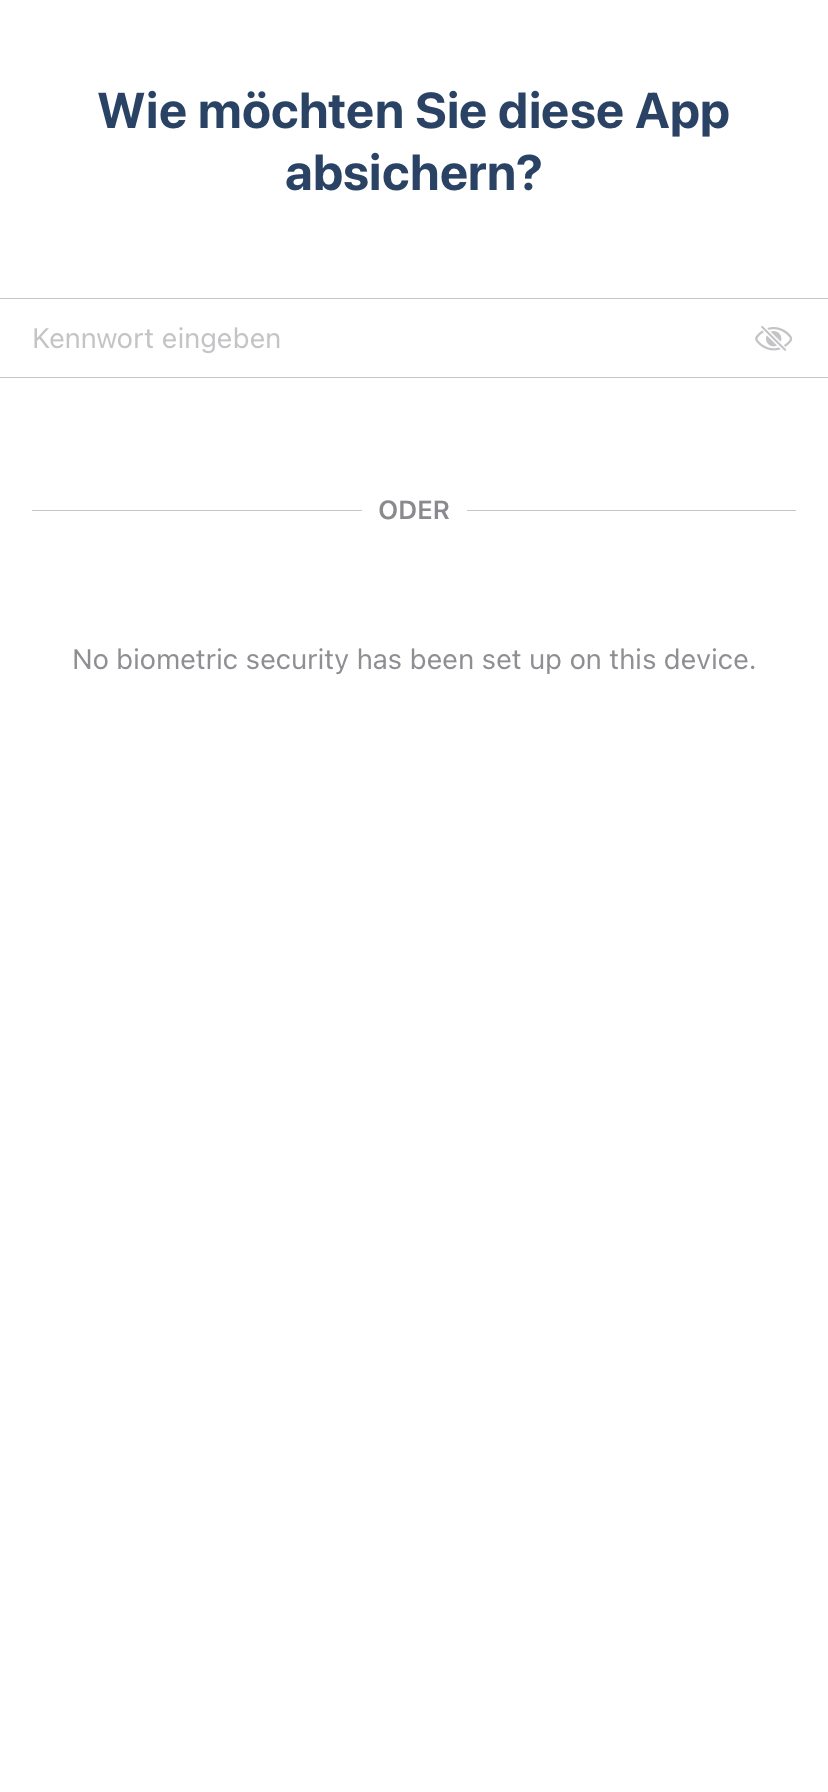 Wie möchten Sie diese App
absichern?
Kennwort eingeben
ODER
No biometric security has been set up on this device.